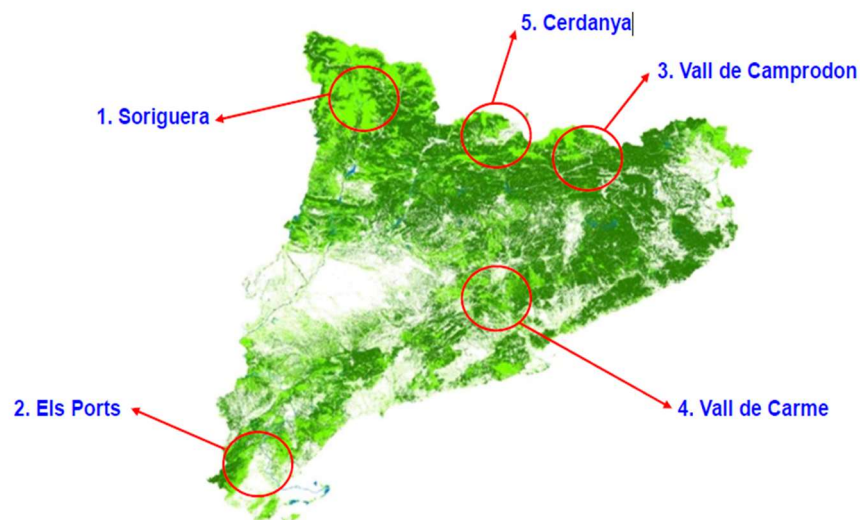 5. Cerdanya
3. Vall de Camprodon
1. Soriguera
2. Els Ports
4. Vall de Carme